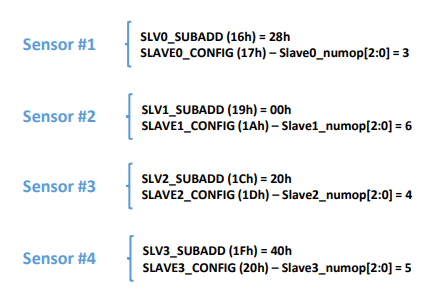 Sensor #1
SLV0_SUBADD (16h) = 28h
SLAVE0_CONFIG (17h) – Slave0_numop[2:0] = 3
Sensor #2
SLV1_SUBADD (19h) = 00h
SLAVE1_CONFIG (1Ah) – Slave1_numop[2:0] = 6
Sensor #3
SLV2_SUBADD (1Ch) = 20h
SLAVE2_CONFIG (1Dh) – Slave2_numop[2:0] = 4
Sensor #4
SLV3_SUBADD (1Fh) = 40h
SLAVE3_CONFIG (20h) – Slave3_numop[2:0] = 5